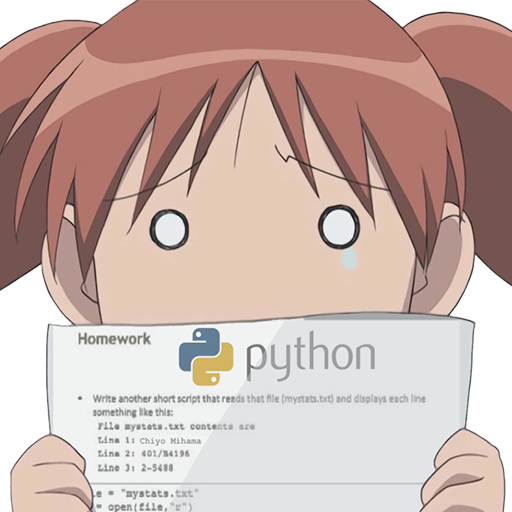 Homework
python
• Write another short script that reads that file (mystats.txt) and displays each line
something like this:
File mystats.txt contents are
Line 1: Chiyo Mihama
Line 2: 401/B4196
Line 3: 2-5488
e = "mystats.txt"
= open(file,"r")